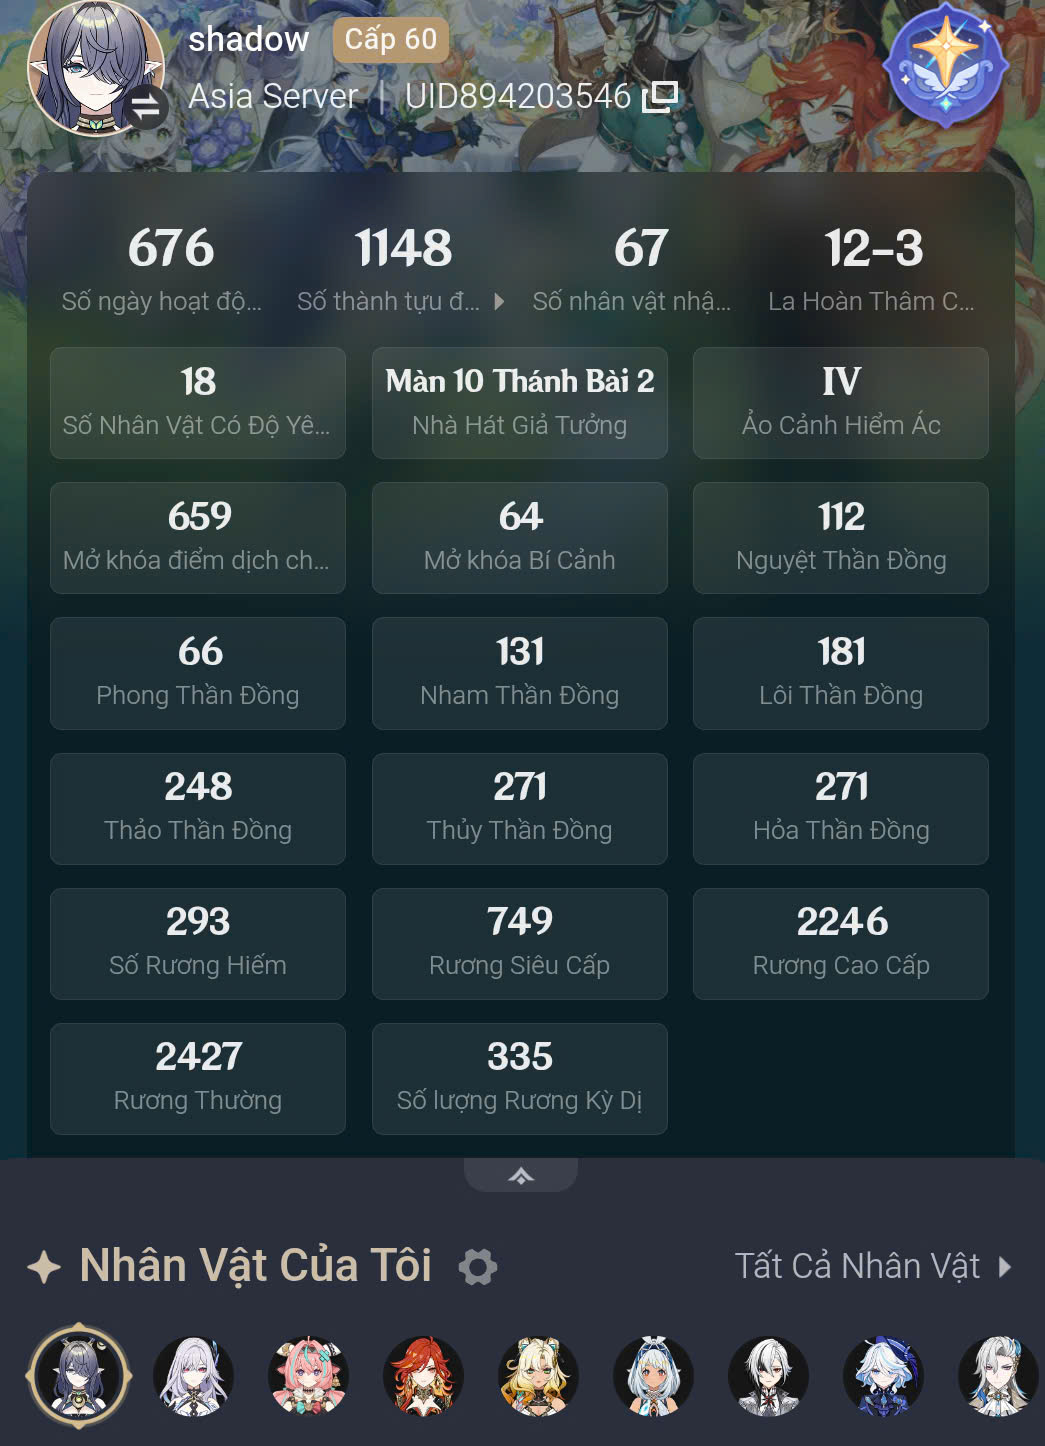 shadow Cấp 60
Asia Server | UID894203546
676 1148 67 12-3
Số ngày hoạt độ... Số thành tựu đ... Số nhân vật nhậ... La Hoàn Thâm C...
18 Màn 10 Thánh Bài 2 IV
Số Nhân Vật Có Độ Yê... Nhà Hát Giả Tưởng Ảo Cảnh Hiểm Ác
659 64 112
Mở khóa điểm dịch ch... Mở khóa Bí Cảnh Nguyệt Thần Đồng
66 131 181
Phong Thần Đồng Nham Thần Đồng Lôi Thần Đồng
248 271 271
Thảo Thần Đồng Thủy Thần Đồng Hỏa Thần Đồng
293 749 2246
Số Rương Hiếm Rương Siêu Cấp Rương Cao Cấp
2427 335
Rương Thường Số lượng Rương Kỳ Dị
Nhân Vật Của Tôi Tất Cả Nhân Vật